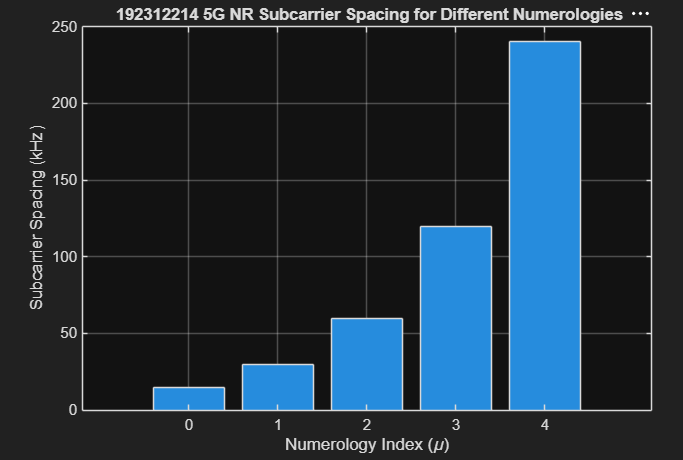 192312214 5G NR Subcarrier Spacing for Different Numerologies ...
250
200
150
100
50
0
Subcarrier Spacing (kHz)
0 1 2 3 4
Numerology Index (μ)